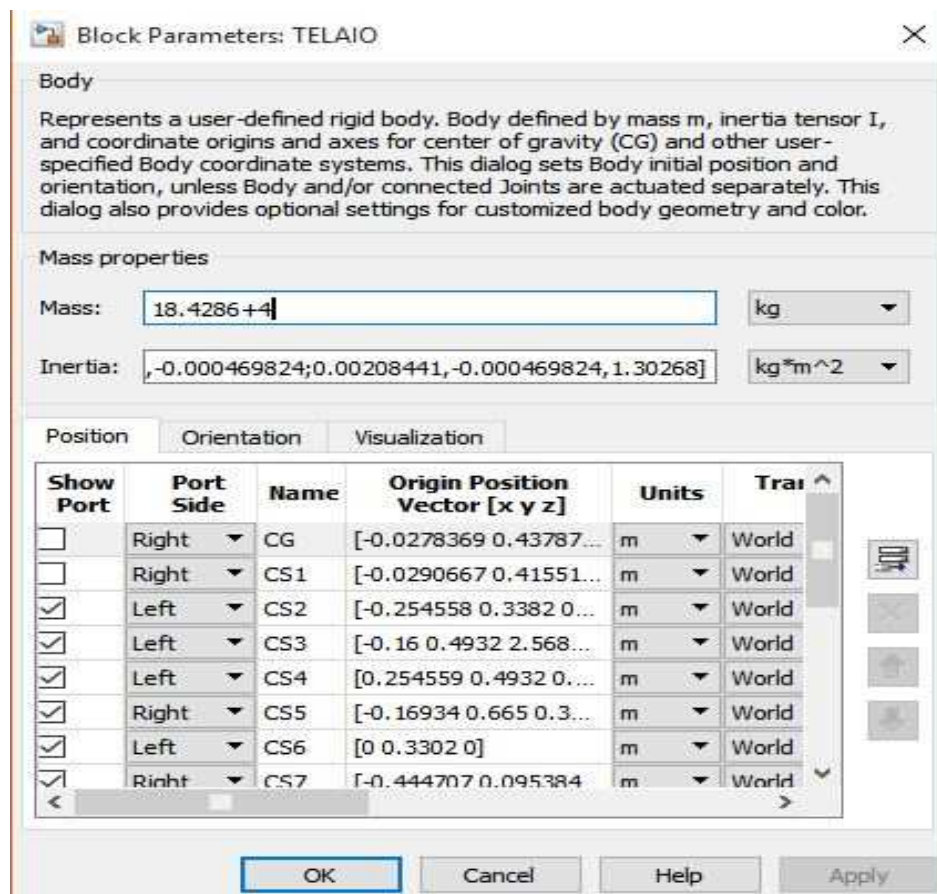 Block Parameters: TELAIO
Body
Represents a user-defined rigid body. Body defined by mass m, inertia tensor I,
and coordinate origins and axes for center of gravity (CG) and other user-
specified Body coordinate systems. This dialog sets Body initial position and
orientation, unless Body and/or connected Joints are actuated separately. This
dialog also provides optional settings for customized body geometry and color.
Mass properties
Mass: 18.4286+4 kg
Inertia: ,-0.000469824;0.00208441,-0.000469824,1.30268] kg*m^2
Position Orientation Visualization
Show Port Port Side Name Origin Position Vector [x y z] Units Trar
Right CG [-0.0278369 0.43787... m World
Right CS1 [-0.0290667 0.41551... m World
Left CS2 [-0.254558 0.3382 0... m World
Left CS3 [-0.16 0.4932 2.568... m World
Left CS4 [0.254559 0.4932 0.... m World
Right CS5 [-0.16934 0.665 0.3... m World
Left CS6 [0 0.3302 0] m World
Right CS7 [-0.444707 0.095384 m World
OK Cancel Help Apply